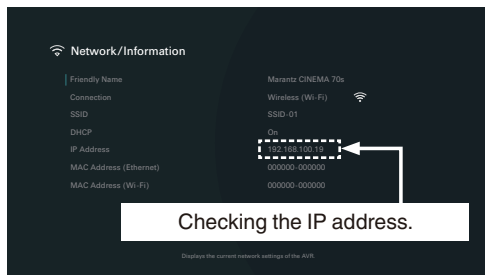 Network/Information
Friendly Name Marantz CINEMA 70s
Connection Wireless (Wi-Fi)
SSID SSID-01
DHCP On
IP Address 192.168.100.19
MAC Address (Ethernet) 000000-000000
MAC Address (Wi-Fi) 000000-000000
Checking the IP address.
Displays the current network settings of the AVR.